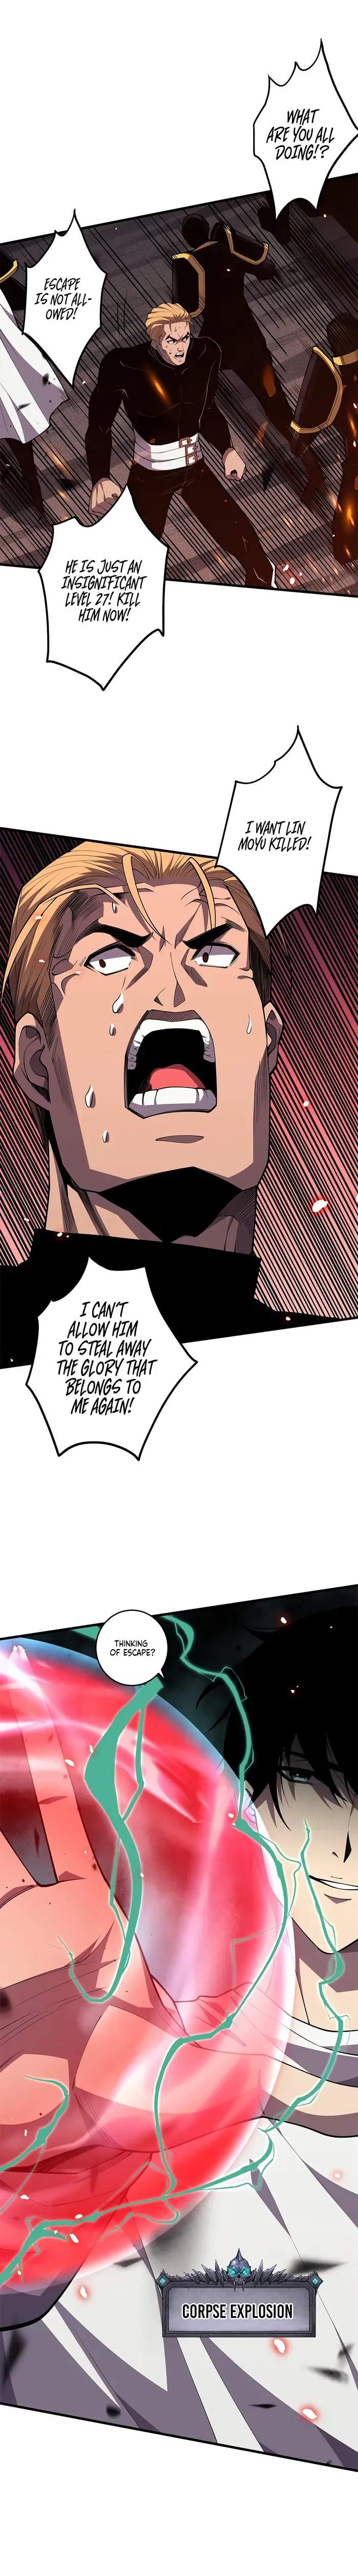 WHAT
ARE YOU ALL
DOING!?
ESCAPE
IS NOT ALL-
OWED!
HE IS JUST AN
INSIGNIFICANT
LEVEL 27! KILL
HIM NOW!
I WANT LIN
MOYU KILLED!
I CAN'T
ALLOW HIM
TO STEAL AWAY
THE GLORY THAT
BELONGS TO
ME AGAIN!
THINKING
OF ESCAPE?
CORPSE EXPLOSION